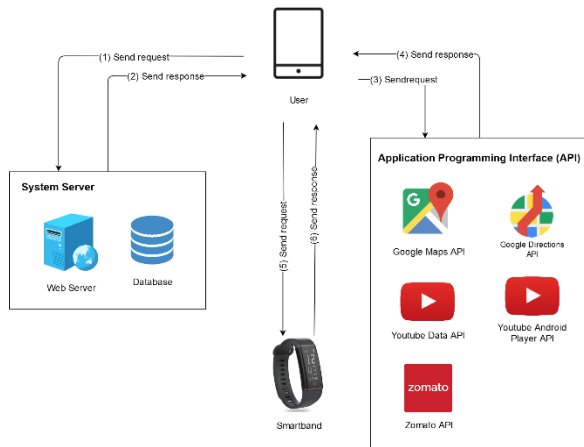 (1) Send request
(2) Send response
(4) Send response
(3) Sendrequest
User
System Server
Web Server
Database
(5) Send request
(6) Send response
Application Programming Interface (API)
G
Google Maps API
Google Directions
API
Youtube Data API
Youtube Android
Player API
zomato
Zomato API
Smartband